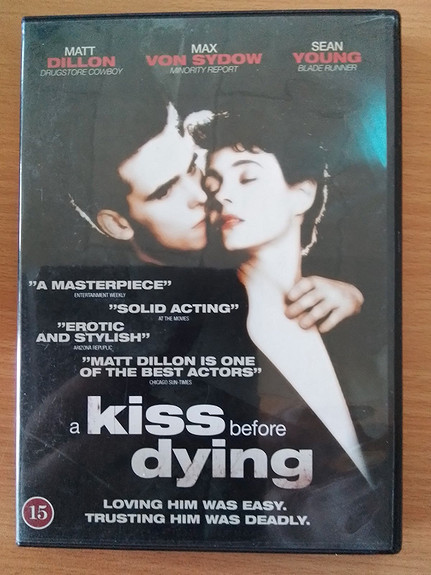 MATT
DILLON
DRUGSTORE COWBOY
MAX
VON SYDOW
MINORITY REPORT
SEAN
YOUNG
BLADE RUNNER
"A MASTERPIECE"
ENTERTAINMENT WEEKLY
"SOLID ACTING"
AT THE MOVIES
"EROTIC
AND STYLISH"
ARIZONA REPUPLIC
"MATT DILLON IS ONE
OF THE BEST ACTORS"
CHICAGO SUN-TIMES
a kiss before
dying
LOVING HIM WAS EASY.
TRUSTING HIM WAS DEADLY.
15